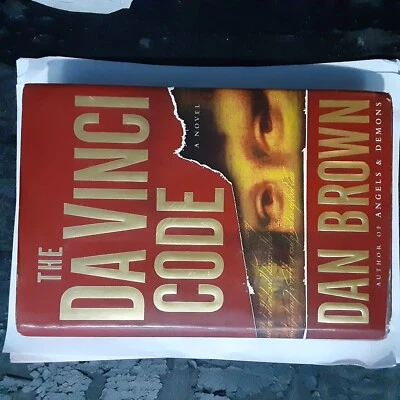 THE
DA VINCI
CODE
A NOVEL
DAN BROWN
AUTHOR OF ANGELS & DEMONS